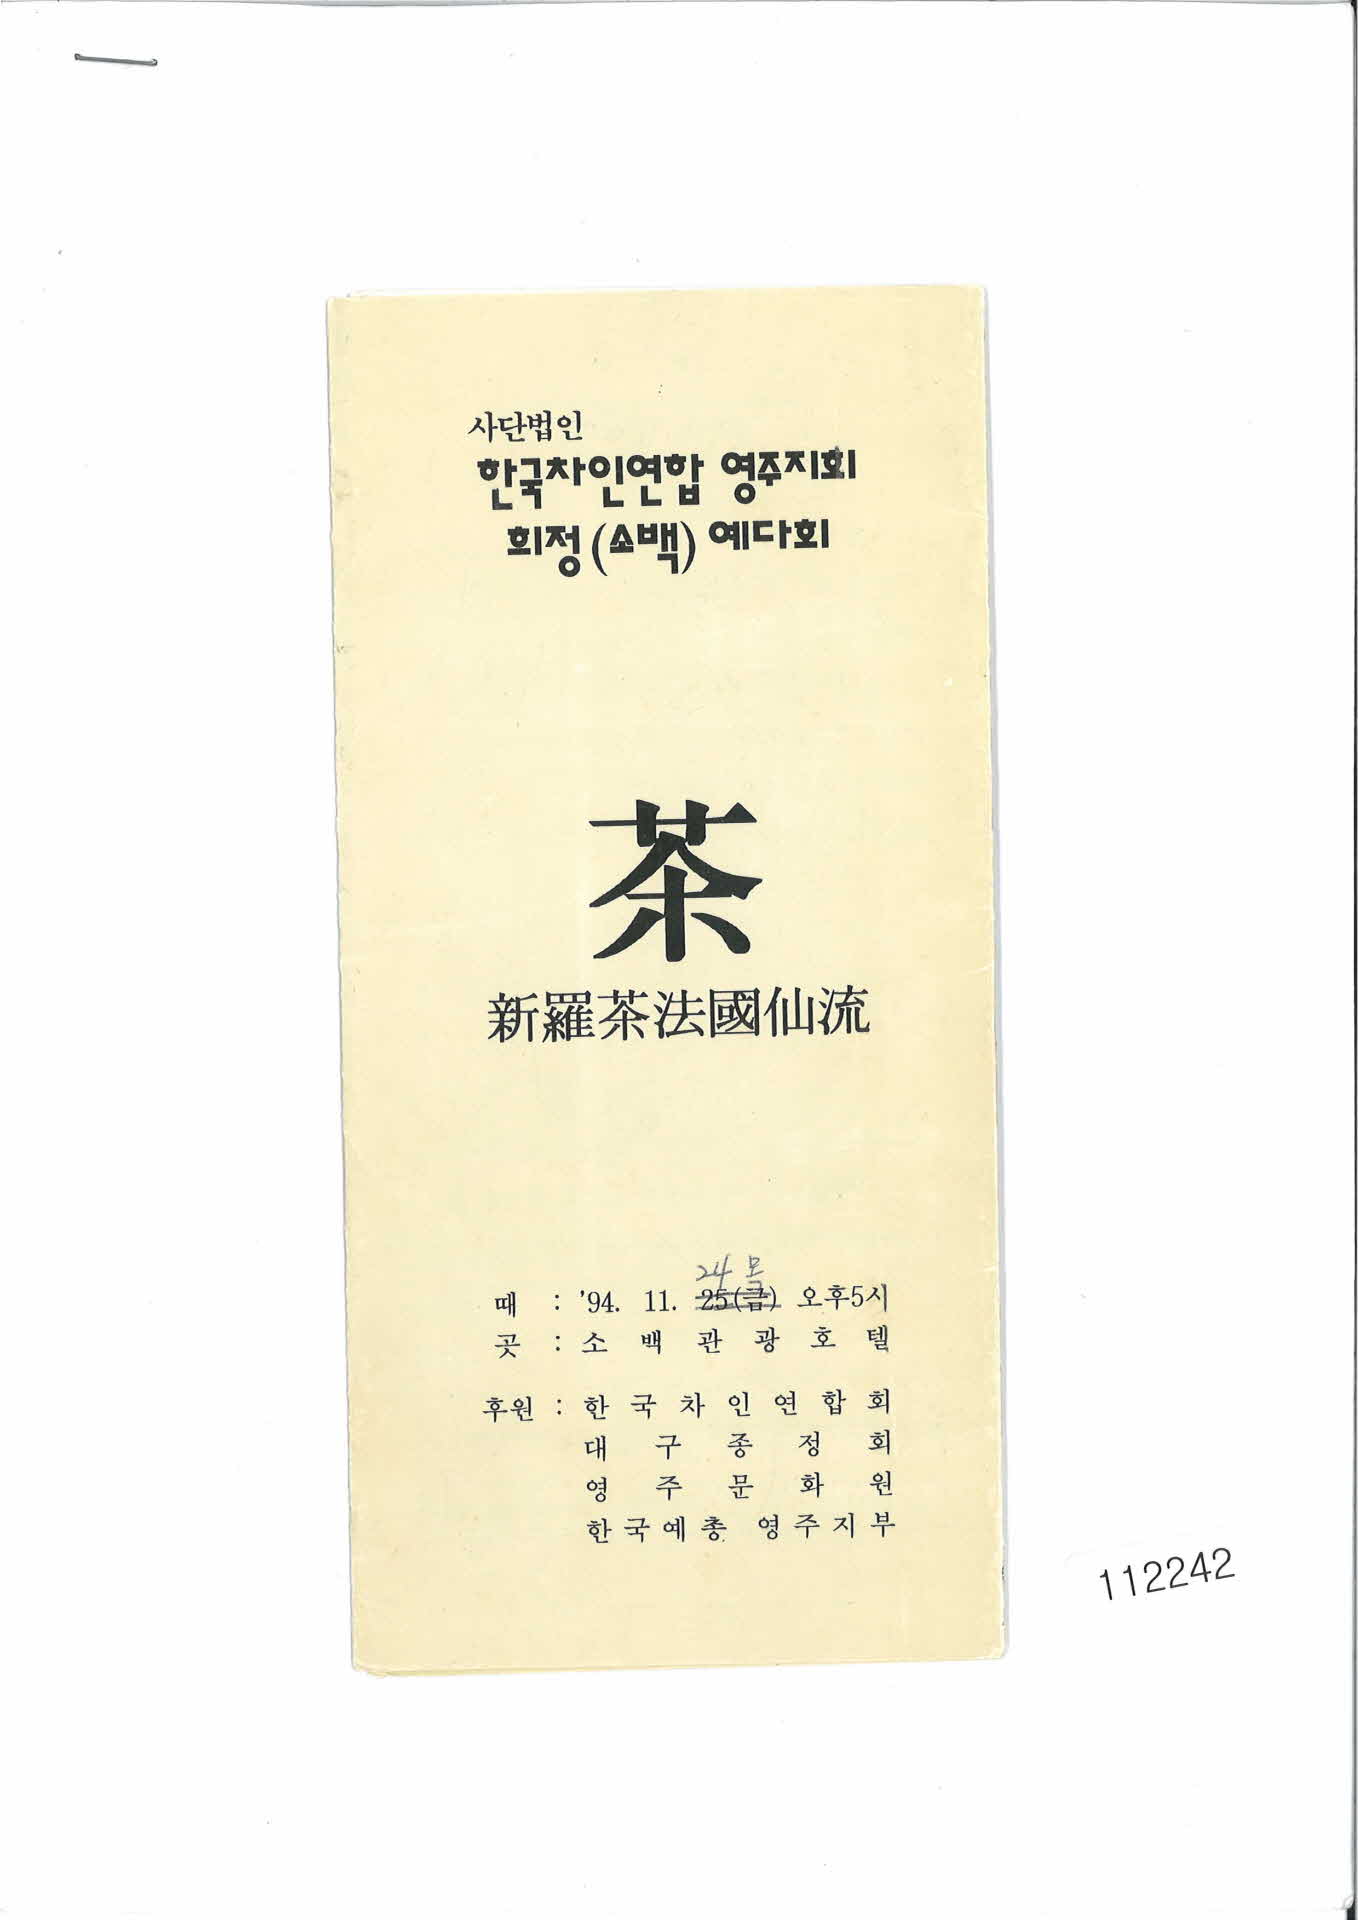 사단법인
한국차인연합 영주지회
희정(소백) 예다회
茶
新羅茶法國仙流
24 목
때 : '94. 11. 25(금) 오후5시
곳 : 소백관광호텔
후원 : 한국차인연합회
대구종정회
영주문화원
한국예총 영주지부
112242